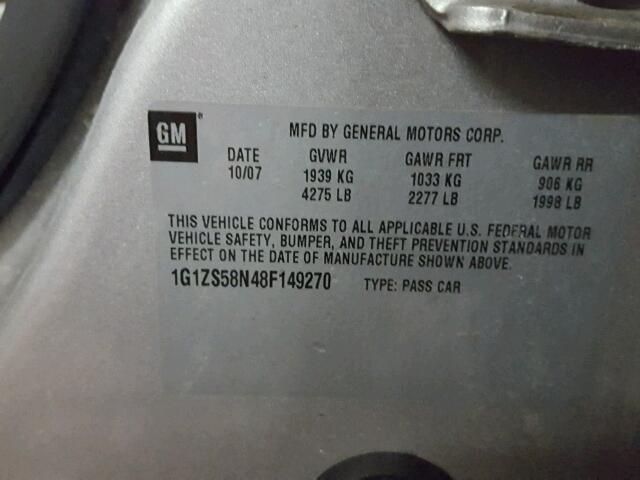 GM ®
MFD BY GENERAL MOTORS CORP.
DATE GVWR GAWR FRT GAWR RR
10/07 1939 KG 1033 KG 906 KG
4275 LB 2277 LB 1998 LB
THIS VEHICLE CONFORMS TO ALL APPLICABLE U.S. FEDERAL MOTOR
VEHICLE SAFETY, BUMPER, AND THEFT PREVENTION STANDARDS IN
EFFECT ON THE DATE OF MANUFACTURE SHOWN ABOVE.
1G1ZS58N48F149270 TYPE: PASS CAR